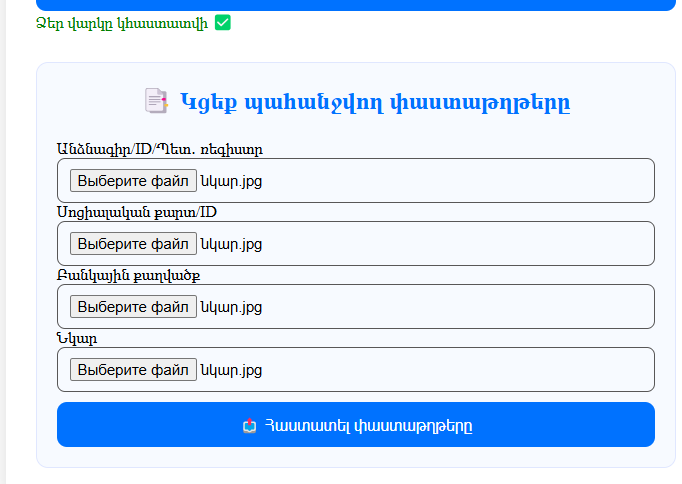 Ձեր վարկը կհաստատվի ✅
Կցեք պահանջվող փաստաթղթերը
Անձնագիր/ID/Պետ. ռեգիստր
Выберите файл նկար.jpg
Սոցիալական քարտ/ID
Выберите файл նկար.jpg
Բանկային քաղվածք
Выберите файл նկար.jpg
Նկար
Выберите файл նկար.jpg
Հաստատել փաստաթղթերը